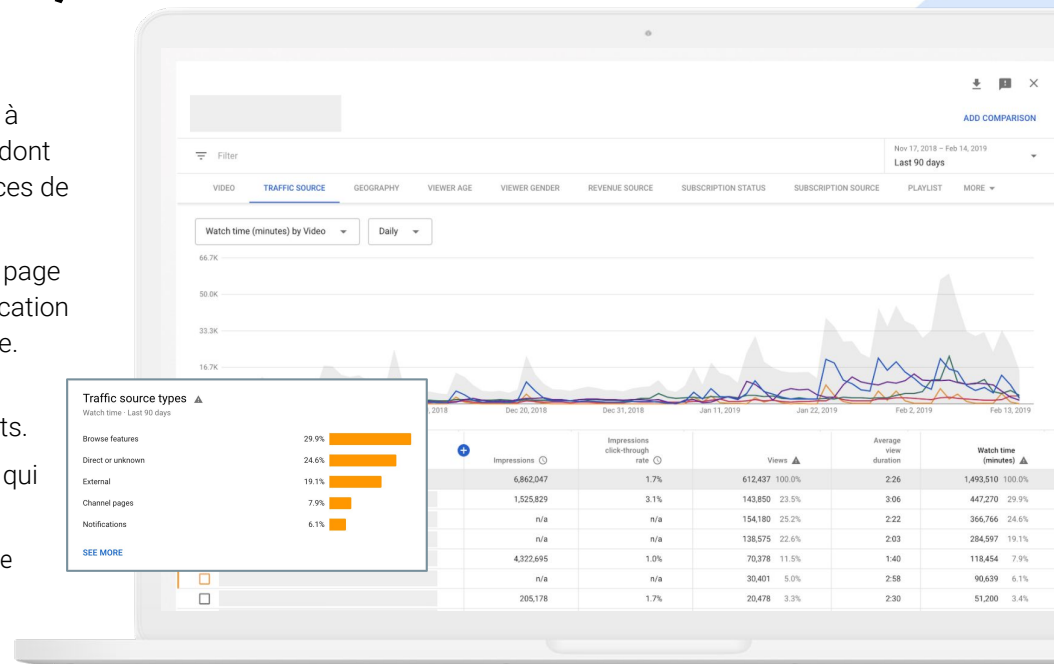 à
dont
ces de
page
cation
e.
ts.
qui
e
ADD COMPARISON
Filter
Nov 17, 2018 – Feb 14, 2019
Last 90 days
VIDEO TRAFFIC SOURCE GEOGRAPHY VIEWER AGE VIEWER GENDER REVENUE SOURCE SUBSCRIPTION STATUS SUBSCRIPTION SOURCE PLAYLIST MORE
Watch time (minutes) by Video Daily
66.7K
50.0K
33.3K
16.7K
, 2018 Dec 20, 2018 Dec 31, 2018 Jan 11, 2019 Jan 22, 2019 Feb 2, 2019 Feb 13, 2019
Traffic source types
Watch time · Last 90 days
Browse features 29.9%
Direct or unknown 24.6%
External 19.1%
Channel pages 7.9%
Notifications 6.1%
SEE MORE
Impressions Impressions click-through rate Views Average view duration Watch time (minutes)
6,862,047 1.7% 612,437 100.0% 2:26 1,493,510 100.0%
1,525,829 3.1% 143,850 23.5% 3:06 447,270 29.9%
n/a n/a 154,180 25.2% 2:22 366,766 24.6%
n/a n/a 138,575 22.6% 2:03 284,597 19.1%
4,322,695 1.0% 70,378 11.5% 1:40 118,454 7.9%
n/a n/a 30,401 5.0% 2:58 90,639 6.1%
205,178 1.7% 20,478 3.3% 2:30 51,200 3.4%